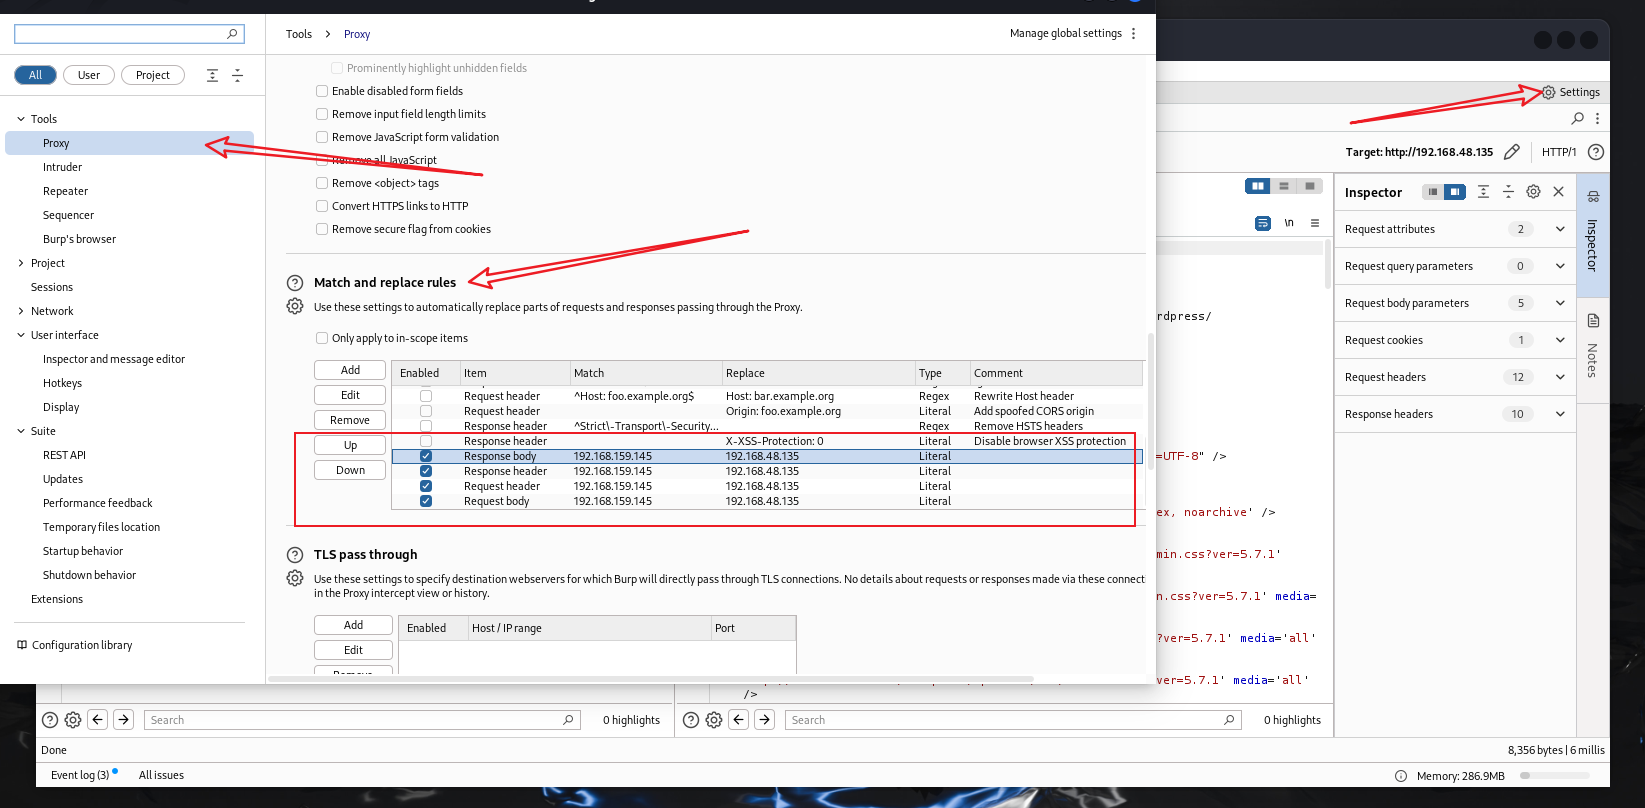 Tools > Proxy
Manage global settings
All
User
Project
Tools
Proxy
Intruder
Repeater
Sequencer
Burp's browser
Project
Sessions
Network
User interface
Inspector and message editor
Hotkeys
Display
Suite
REST API
Updates
Performance feedback
Temporary files location
Startup behavior
Shutdown behavior
Extensions
Configuration library
Prominently highlight unhidden fields
Enable disabled form fields
Remove input field length limits
Remove JavaScript form validation
Remove all JavaScript
Remove <object> tags
Convert HTTPS links to HTTP
Remove secure flag from cookies
Match and replace rules
Use these settings to automatically replace parts of requests and responses passing through the Proxy.
Only apply to in-scope items
Add
Edit
Remove
Up
Down
Enabled Item Match Replace Type Comment
Request header ^Host: foo.example.org$ Host: bar.example.org Regex Rewrite Host header
Request header Origin: foo.example.org Literal Add spoofed CORS origin
Response header ^Strict\-Transport\-Security... Regex Remove HSTS headers
Response header X-XSS-Protection: 0 Literal Disable browser XSS protection
Response body 192.168.159.145 192.168.48.135 Literal
Response header 192.168.159.145 192.168.48.135 Literal
Request header 192.168.159.145 192.168.48.135 Literal
Request body 192.168.159.145 192.168.48.135 Literal
TLS pass through
Use these settings to specify destination webservers for which Burp will directly pass through TLS connections. No details about requests or responses made via these connect
in the Proxy intercept view or history.
Add
Edit
Enabled Host / IP range Port
Settings
Target: http://192.168.48.135
HTTP/1
\n
rdpress/
=UTF-8" />
ex, noarchive' />
min.css?ver=5.7.1'
n.css?ver=5.7.1' media=
?ver=5.7.1' media='all'
ver=5.7.1' media='all'
/>
Inspector
Request attributes 2
Request query parameters 0
Request body parameters 5
Request cookies 1
Request headers 12
Response headers 10
Inspector
Notes
Search
0 highlights
Search
0 highlights
Done
8,356 bytes | 6 millis
Event log (3)
All issues
Memory: 286.9MB